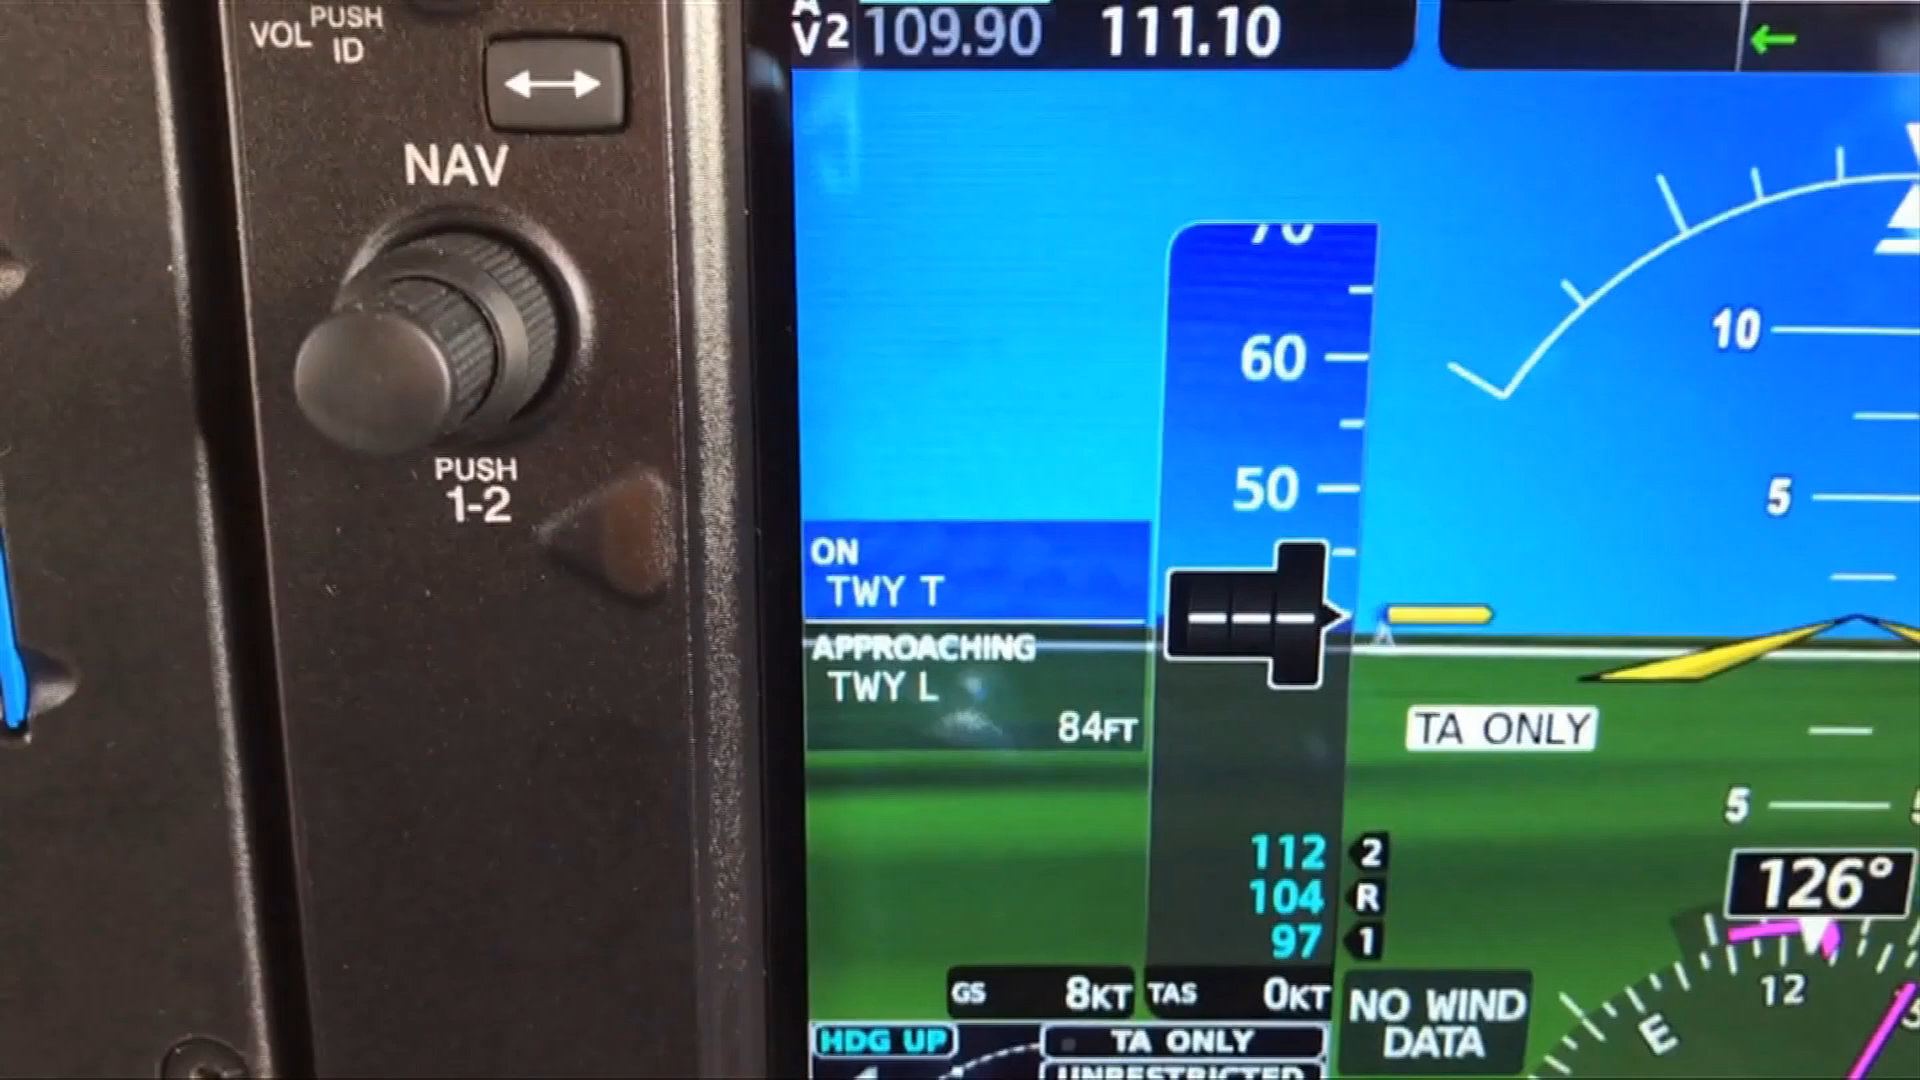 VOL PUSH ID
NAV
PUSH
1-2
V2 109.90 111.10
70
60
50
10
5
ON
TWY T
APPROACHING
TWY L
84FT
TA ONLY
5
112 2
104 R
97 1
126°
12
E
GS 8KT TAS 0KT
NO WIND
DATA
HDG UP
TA ONLY
UNRESTRICTED